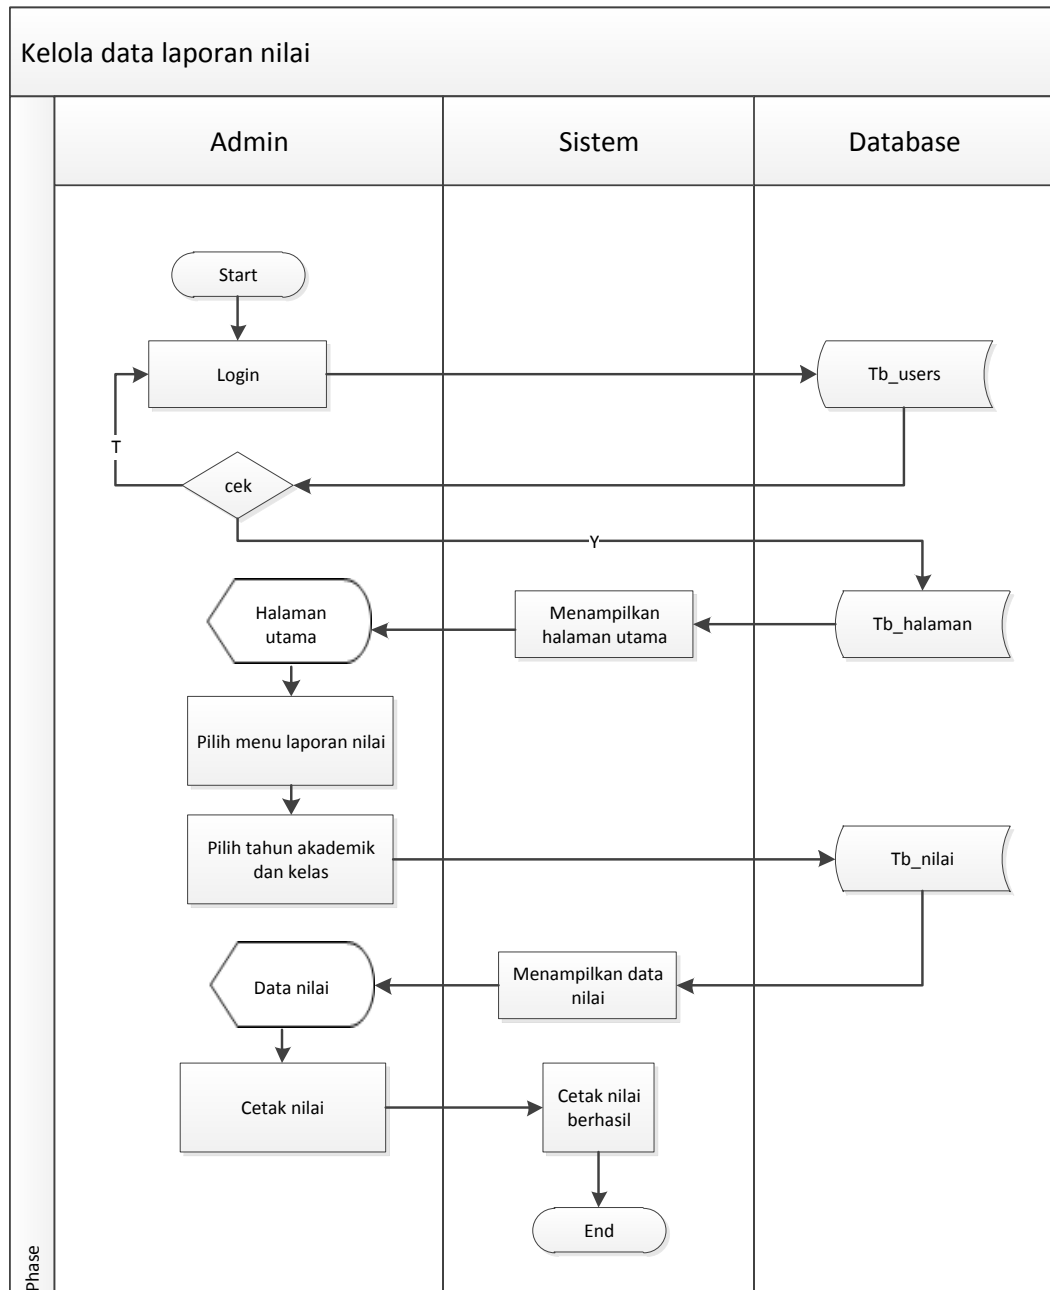 Kelola data laporan nilai
Admin
Sistem
Database
Start
Login
Tb_users
T
cek
Y
Halaman
utama
Menampilkan
halaman utama
Tb_halaman
Pilih menu laporan nilai
Pilih tahun akademik
dan kelas
Tb_nilai
Data nilai
Menampilkan data
nilai
Cetak nilai
Cetak nilai
berhasil
End
Phase